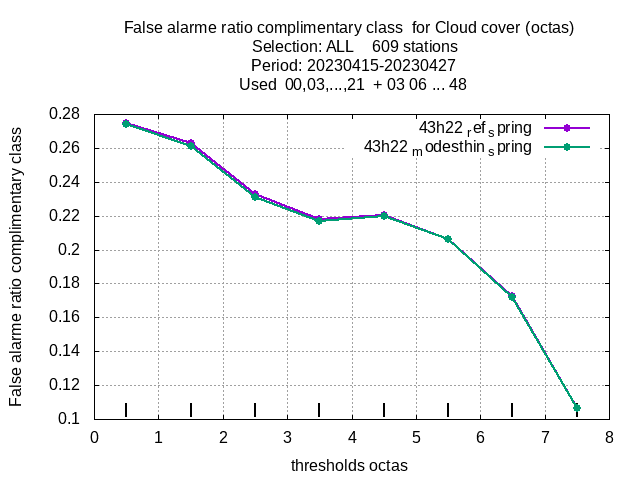 False alarme ratio complimentary class  for Cloud cover (octas)
Selection: ALL    609 stations
Period: 20230415-20230427
Used  00,03,...,21  + 03 06 ... 48
False alarme ratio complimentary class
0.28
0.26
0.24
0.22
0.2
0.18
0.16
0.14
0.12
0.1
43h22 ref spring
43h22 modesthin spring
0 1 2 3 4 5 6 7 8
thresholds octas